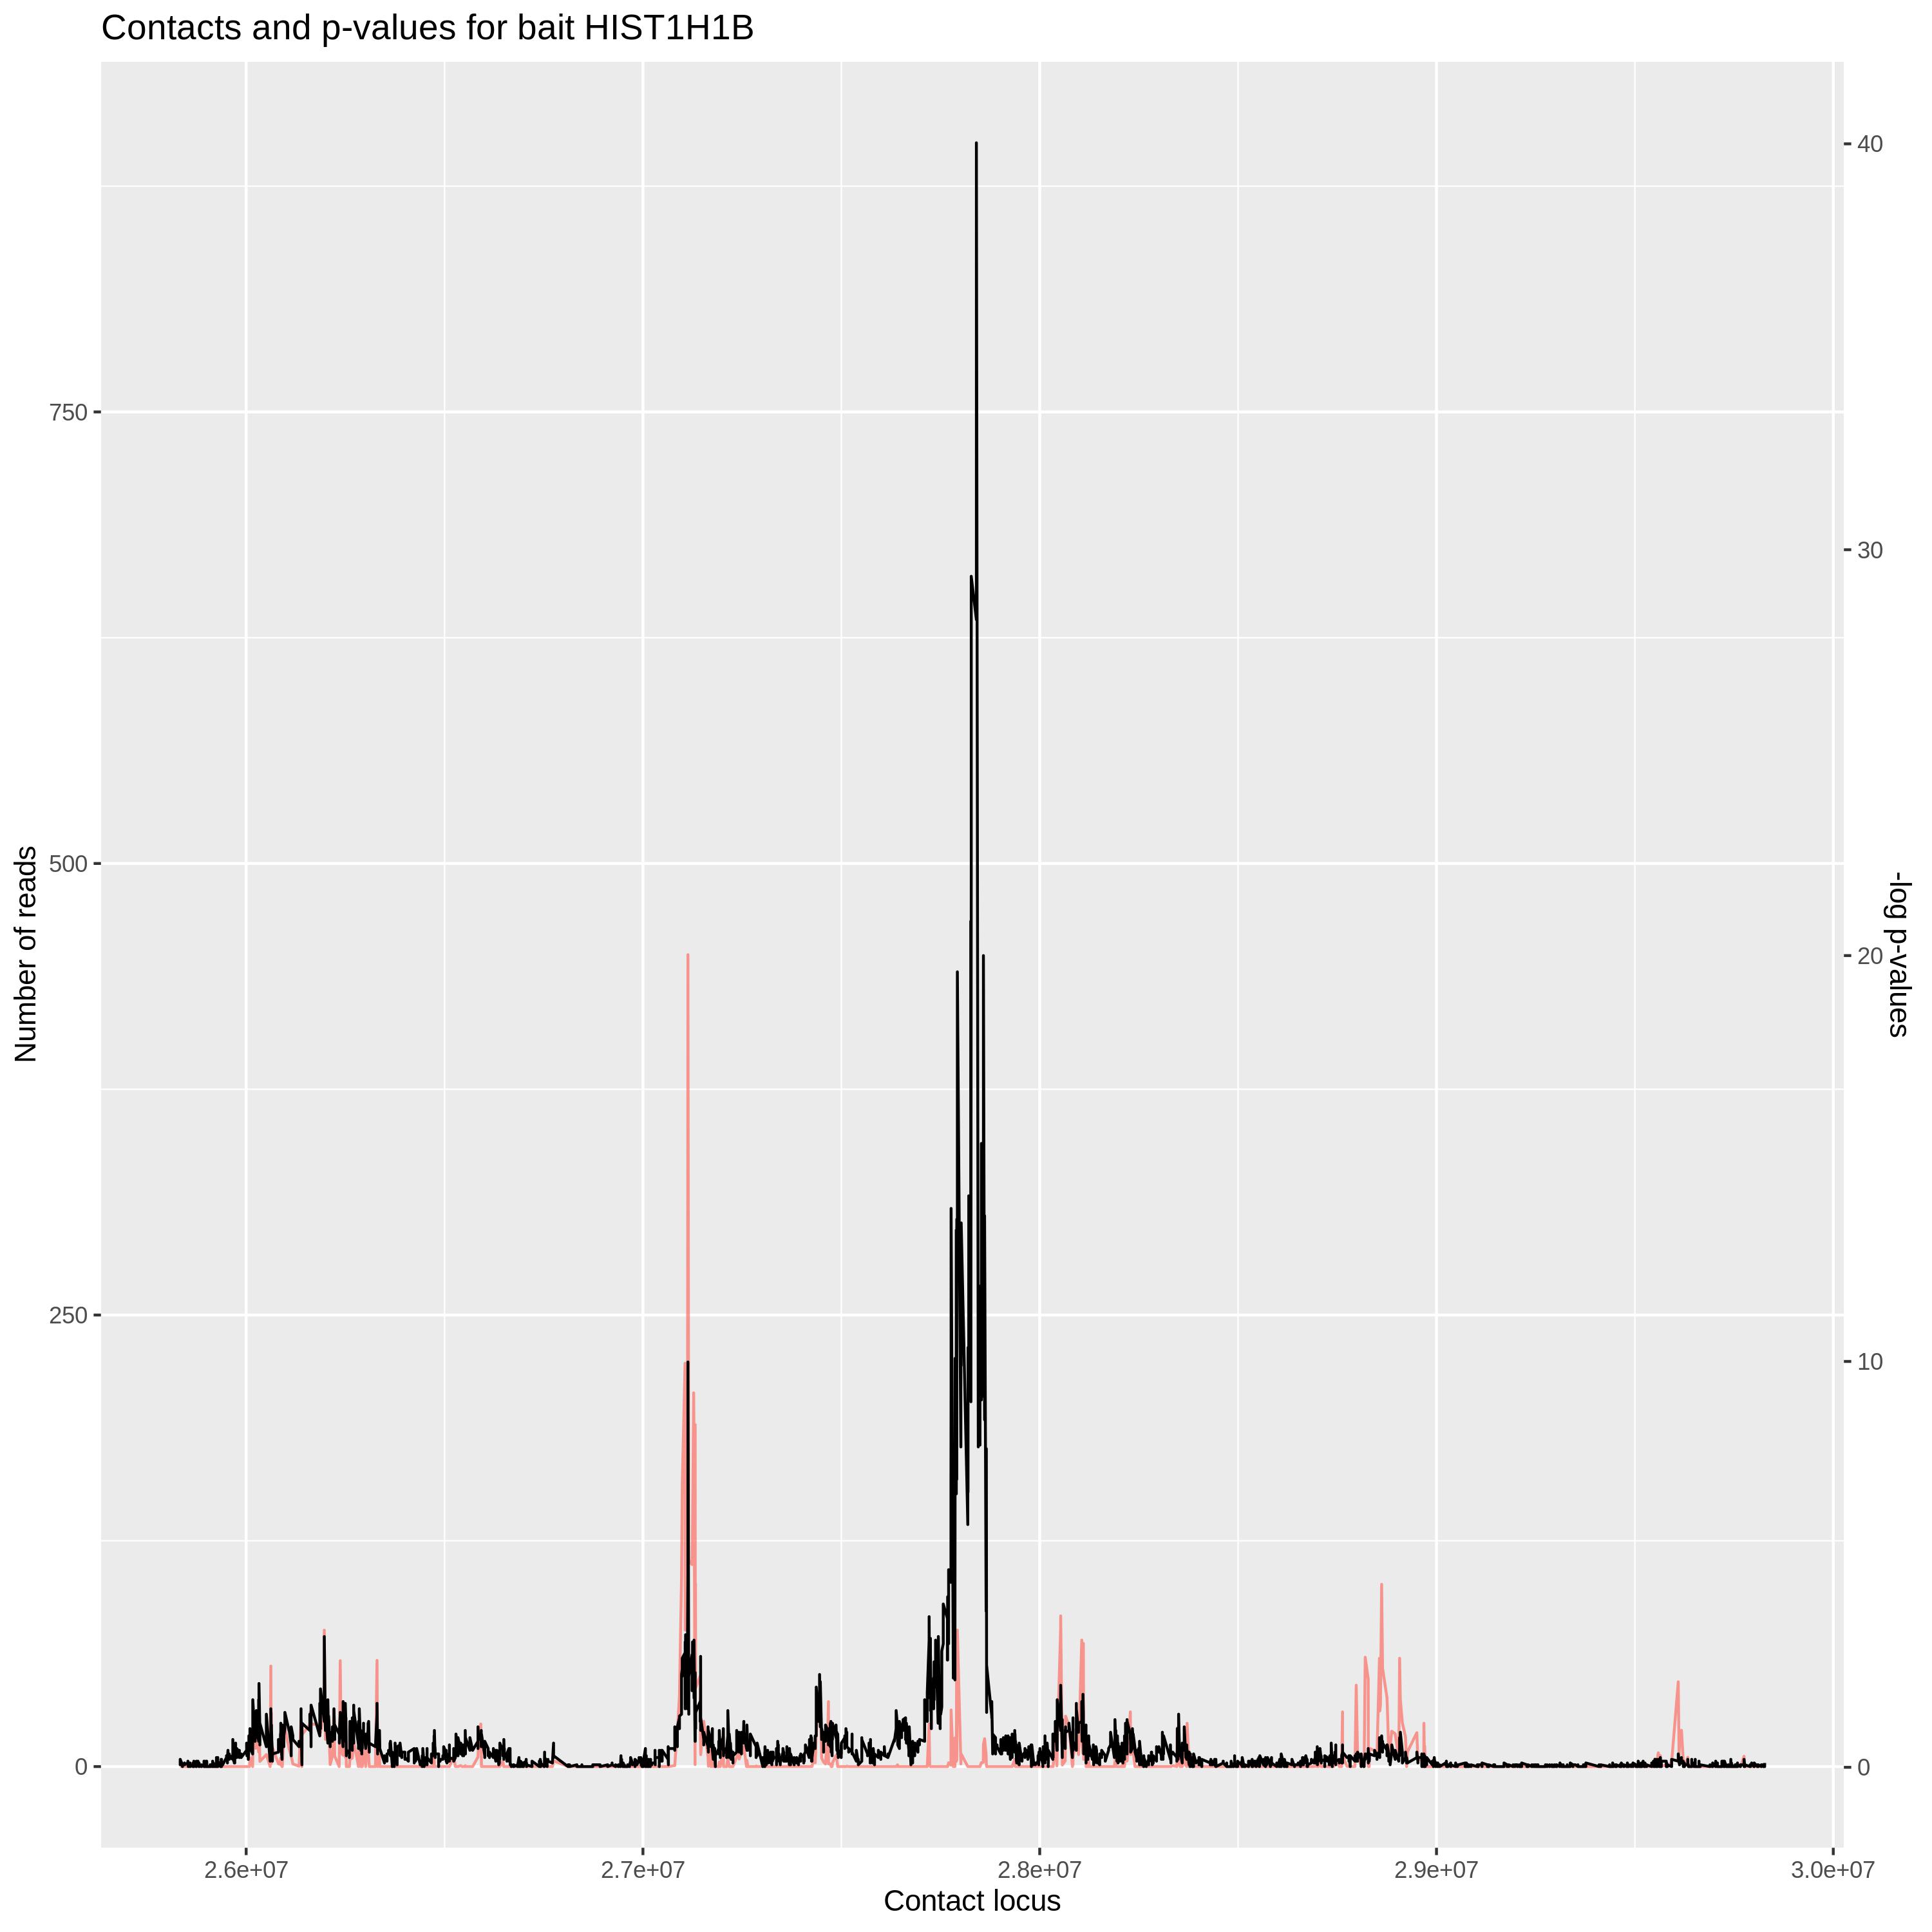 Contacts and p-values for bait HIST1H1B
Number of reads
750
500
250
0
40
30
20
10
0
-log p-values
2.6e+07
2.7e+07
2.8e+07
2.9e+07
3.0e+07
Contact locus